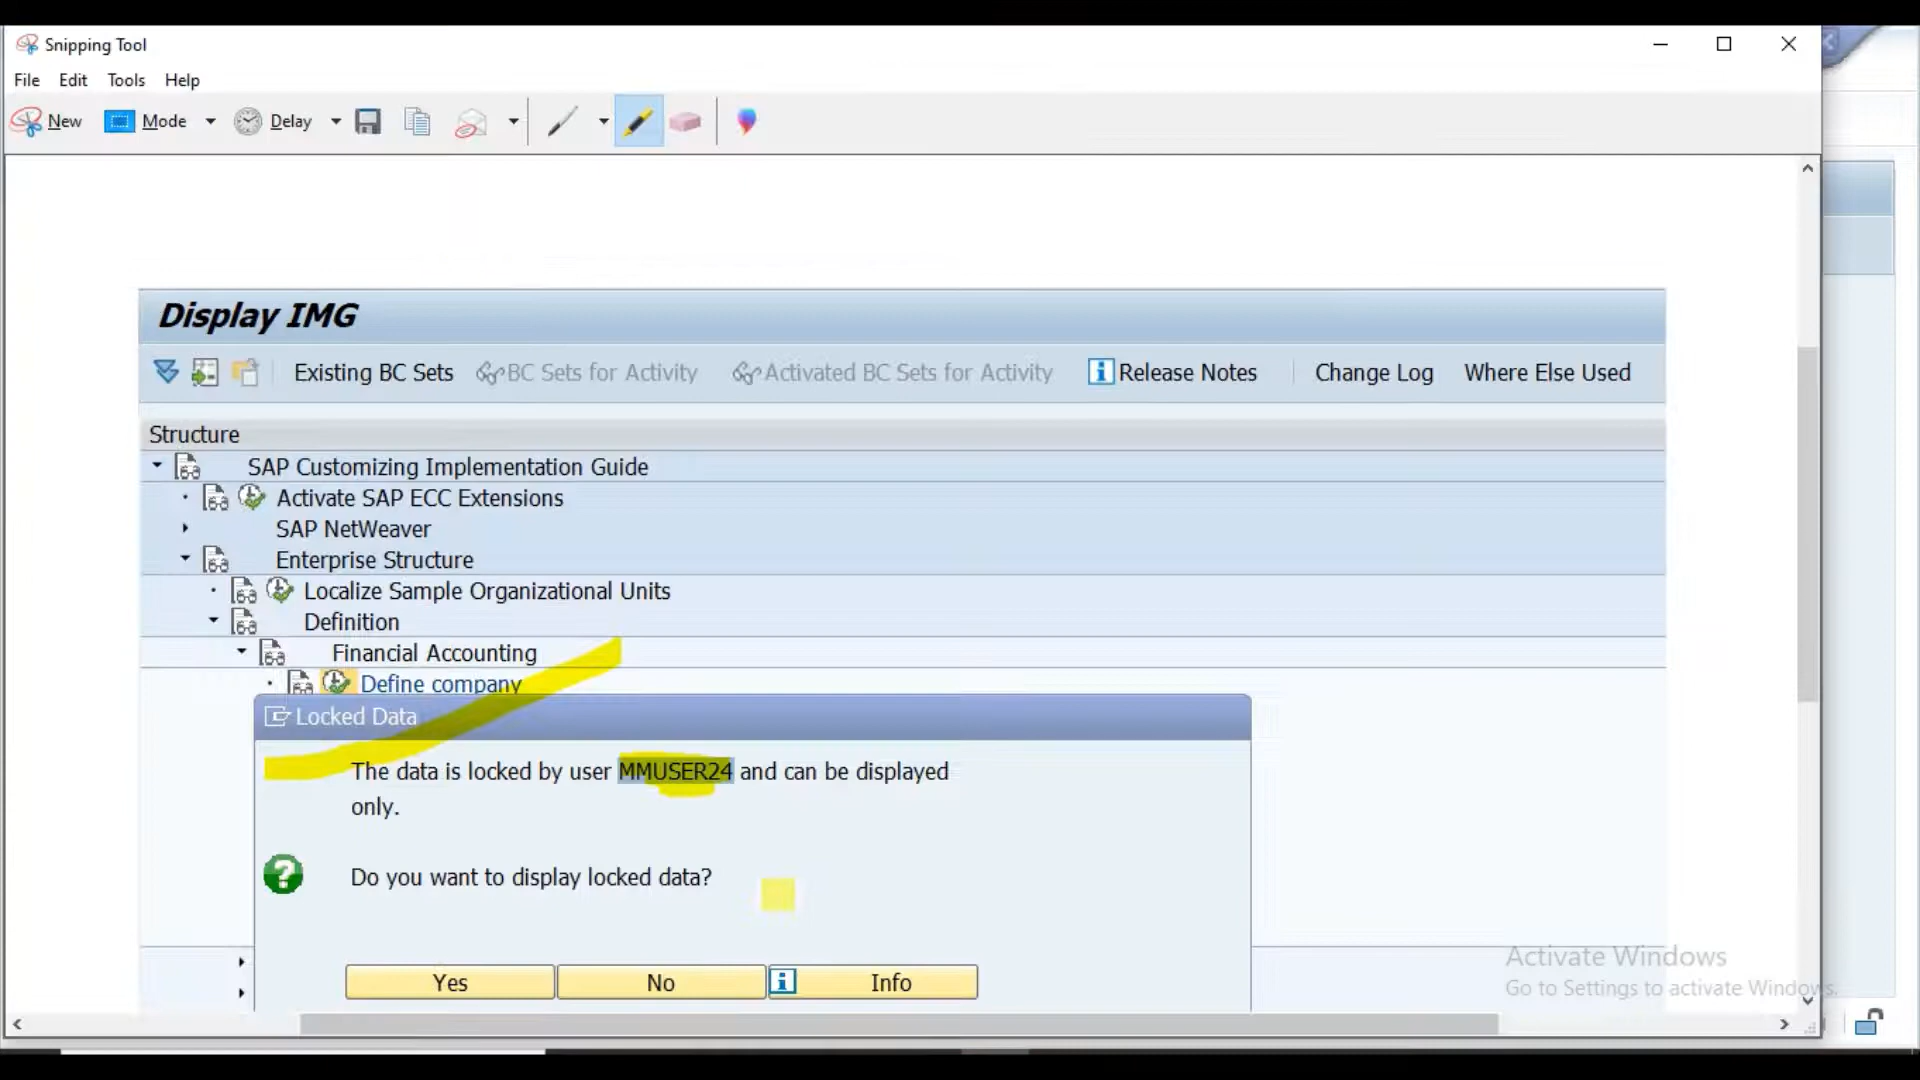 Snipping Tool
File Edit Tools Help
New Mode Delay
Display IMG
Existing BC Sets BC Sets for Activity Activated BC Sets for Activity Release Notes Change Log Where Else Used
Structure
SAP Customizing Implementation Guide
Activate SAP ECC Extensions
SAP NetWeaver
Enterprise Structure
Localize Sample Organizational Units
Definition
Financial Accounting
Define company
Locked Data
The data is locked by user MMUSER24 and can be displayed
only.
Do you want to display locked data?
Yes No Info
Activate Windows
Go to Settings to activate Windows.